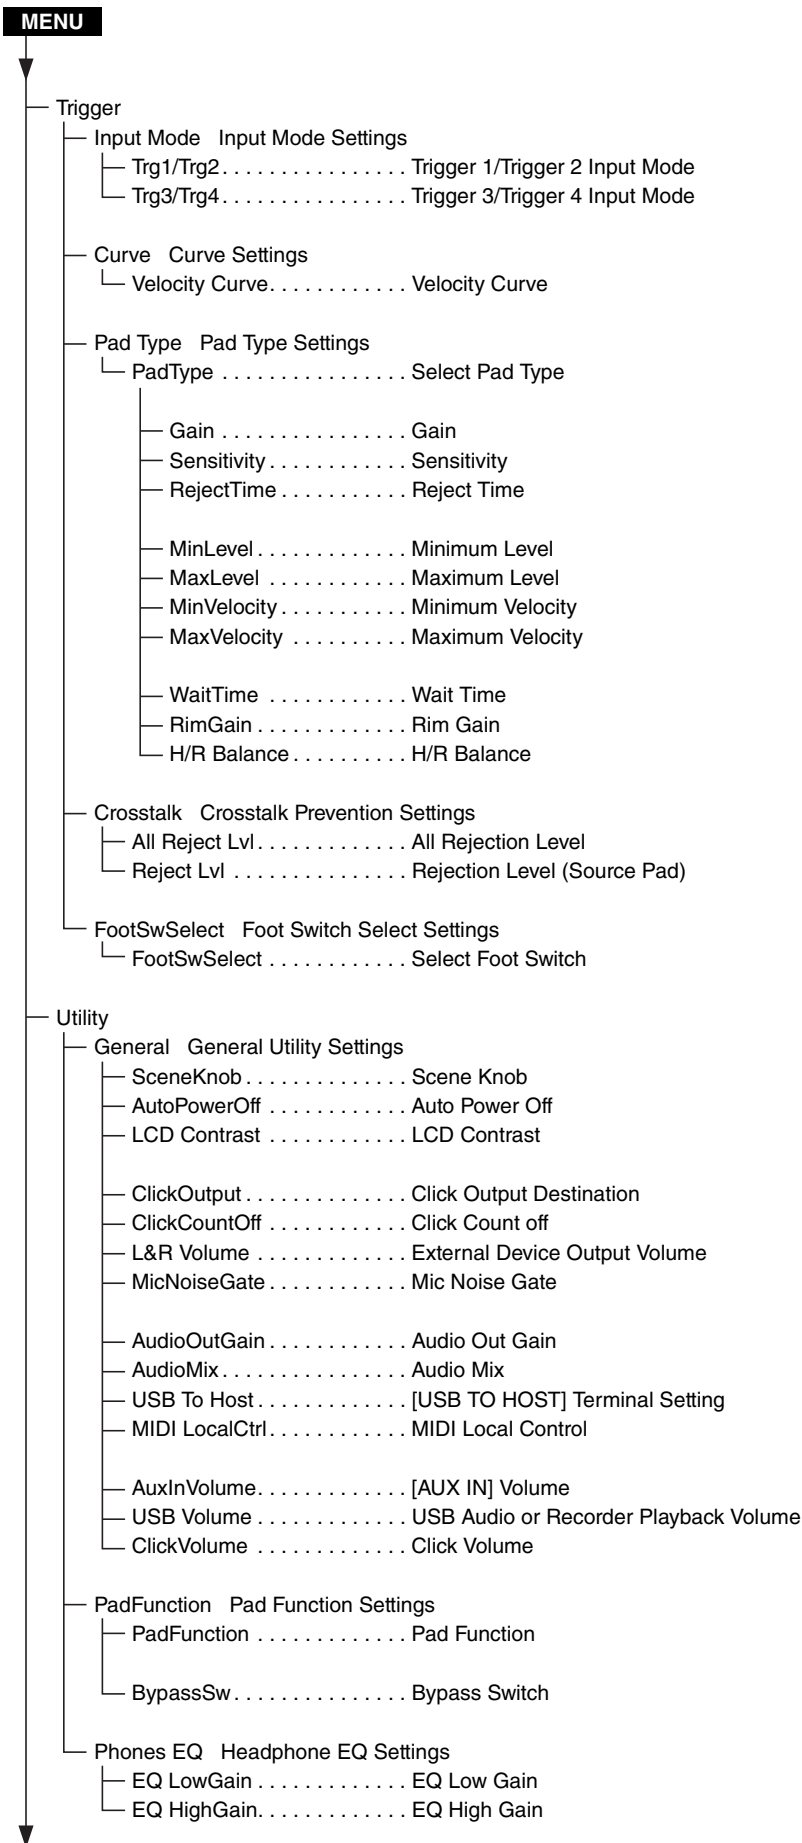 MENU
Trigger
Input Mode   Input Mode Settings
Trg1/Trg2. . . . . . . . . . . . . . . . Trigger 1/Trigger 2 Input Mode
Trg3/Trg4. . . . . . . . . . . . . . . . Trigger 3/Trigger 4 Input Mode
Curve   Curve Settings
Velocity Curve. . . . . . . . . . . . Velocity Curve
Pad Type   Pad Type Settings
PadType . . . . . . . . . . . . . . . . Select Pad Type
Gain . . . . . . . . . . . . . . . . Gain
Sensitivity . . . . . . . . . . . . Sensitivity
RejectTime . . . . . . . . . . . Reject Time
MinLevel . . . . . . . . . . . . . Minimum Level
MaxLevel . . . . . . . . . . . . Maximum Level
MinVelocity . . . . . . . . . . . Minimum Velocity
MaxVelocity . . . . . . . . . . Maximum Velocity
WaitTime . . . . . . . . . . . . Wait Time
RimGain . . . . . . . . . . . . . Rim Gain
H/R Balance . . . . . . . . . . H/R Balance
Crosstalk   Crosstalk Prevention Settings
All Reject Lvl . . . . . . . . . . . . . All Rejection Level
Reject Lvl . . . . . . . . . . . . . . . Rejection Level (Source Pad)
FootSwSelect   Foot Switch Select Settings
FootSwSelect . . . . . . . . . . . . Select Foot Switch
Utility
General   General Utility Settings
SceneKnob . . . . . . . . . . . . . . Scene Knob
AutoPowerOff . . . . . . . . . . . . Auto Power Off
LCD Contrast . . . . . . . . . . . . LCD Contrast
ClickOutput . . . . . . . . . . . . . . Click Output Destination
ClickCountOff . . . . . . . . . . . . Click Count off
L&R Volume . . . . . . . . . . . . . External Device Output Volume
MicNoiseGate . . . . . . . . . . . . Mic Noise Gate
AudioOutGain . . . . . . . . . . . . Audio Out Gain
AudioMix . . . . . . . . . . . . . . . . Audio Mix
USB To Host . . . . . . . . . . . . . [USB TO HOST] Terminal Setting
MIDI LocalCtrl . . . . . . . . . . . . MIDI Local Control
AuxInVolume. . . . . . . . . . . . . [AUX IN] Volume
USB Volume . . . . . . . . . . . . . USB Audio or Recorder Playback Volume
ClickVolume . . . . . . . . . . . . . Click Volume
PadFunction   Pad Function Settings
PadFunction . . . . . . . . . . . . . Pad Function
BypassSw . . . . . . . . . . . . . . . Bypass Switch
Phones EQ   Headphone EQ Settings
EQ LowGain . . . . . . . . . . . . . EQ Low Gain
EQ HighGain. . . . . . . . . . . . . EQ High Gain